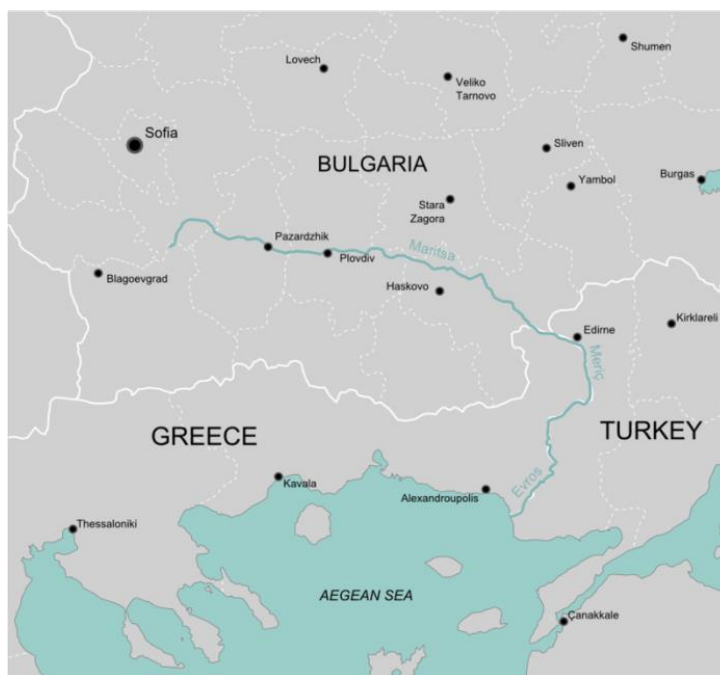 Shumen
Lovech
Veliko
Tarnovo
Sofia
Sliven
BULGARIA
Burgas
Yambol
Stara
Zagora
Pazardzhik
Maritsa
Plovdiv
Blagoevgrad
Haskovo
Kirklareli
Edirne
Meriç
GREECE
TURKEY
Kavala
Evros
Alexandroupolis
Thessaloniki
AEGEAN SEA
Çanakkale